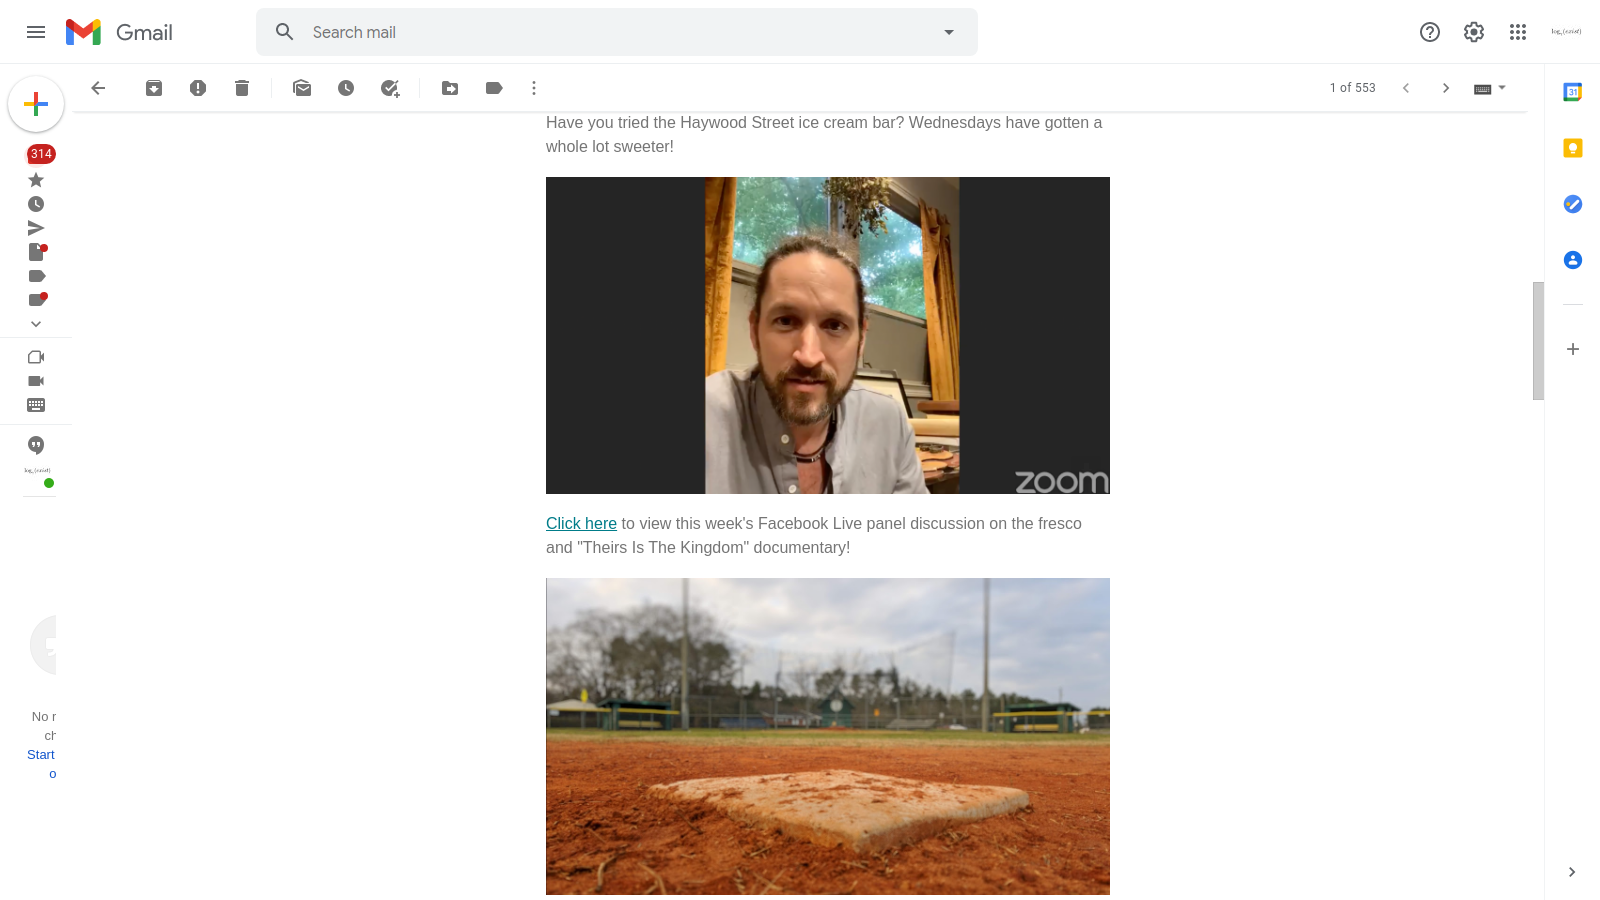 Gmail
Search mail
1 of 553
31
314
Have you tried the Haywood Street ice cream bar? Wednesdays have gotten a
whole lot sweeter!
zoom
Click here to view this week's Facebook Live panel discussion on the fresco
and "Theirs Is The Kingdom" documentary!
No
Start